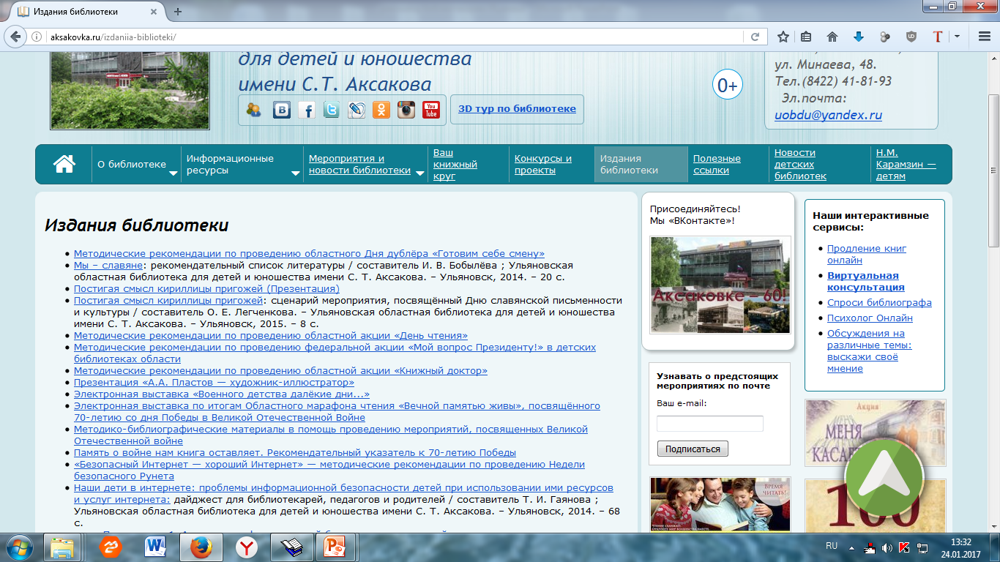 Издания библиотеки
aksakovka.ru/izdaniia-biblioteki/
для детей и юношества
имени С.Т. Аксакова
3D тур по библиотеке
0+
ул. Минаева, 48.
Тел.(8422) 41-81-93
Эл.почта:
uobdu@yandex.ru
О библиотеке
Информационные
ресурсы
Мероприятия и
новости библиотеки
Ваш
книжный
круг
Конкурсы и
проекты
Издания
библиотеки
Полезные
ссылки
Новости
детских
библиотек
Н.М.
Карамзин —
детям
Издания библиотеки
Методические рекомендации по проведению областного Дня дублёра «Готовим себе смену»
Мы – славяне: рекомендательный список литературы / составитель И. В. Бобылёва ; Ульяновская
областная библиотека для детей и юношества имени С. Т. Аксакова. – Ульяновск, 2014. – 20 с.
Постигая смысл кириллицы пригожей (Презентация)
Постигая смысл кириллицы пригожей: сценарий мероприятия, посвящённый Дню славянской письменности
и культуры / составитель О. Е. Легченкова. – Ульяновская областная библиотека для детей и юношества
имени С. Т. Аксакова. – Ульяновск, 2015. – 8 с.
Методические рекомендации по проведению областной акции «День чтения»
Методические рекомендации по проведению федеральной акции «Мой вопрос Президенту!» в детских
библиотеках области
Методические рекомендации по проведению областной акции «Книжный доктор»
Презентация «А.А. Пластов — художник-иллюстратор»
Электронная выставка «Военного детства далёкие дни...»
Электронная выставка по итогам Областного марафона чтения «Вечной памятью живы», посвящённого
70-летию со дня Победы в Великой Отечественной Войне
Методико-библиографические материалы в помощь проведению мероприятий, посвященных Великой
Отечественной войне
Память о войне нам книга оставляет. Рекомендательный указатель к 70-летию Победы
«Безопасный Интернет — хороший Интернет» — методические рекомендации по проведению Недели
безопасного Рунета
Наши дети в интернете: проблемы информационной безопасности детей при использовании ими ресурсов
и услуг интернета: дайджест для библиотекарей, педагогов и родителей / составитель Т. И. Гаянова ;
Ульяновская областная библиотека для детей и юношества имени С. Т. Аксакова. – Ульяновск, 2014. – 68
с.
Присоединяйтесь!
Мы «ВКонтакте»!
Аксаковке - 60!
Узнавать о предстоящих
мероприятиях по почте
Ваш e-mail:
Подписаться
ВРЕМЯ
ЧИТАТЬ!
Наши интерактивные
сервисы:
Продление книг
онлайн
Виртуальная
консультация
Спроси библиографа
Психолог Онлайн
Обсуждения на
различные темы:
выскажи своё
мнение
Акция
МЕНЯ
100
RU
13:32
24.01.2017